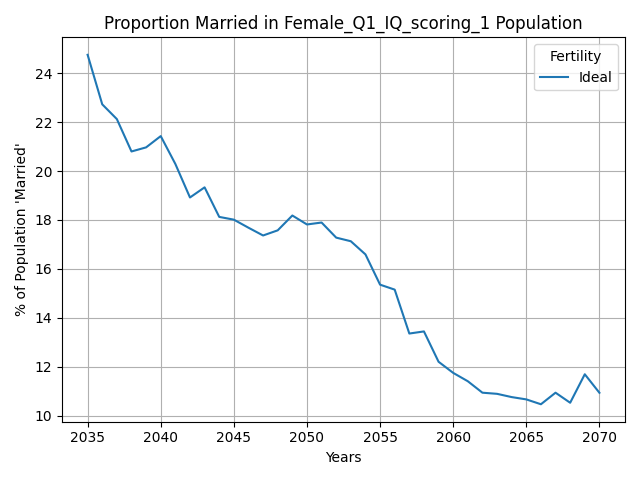 Proportion Married in Female_Q1_IQ_scoring_1 Population
Fertility
Ideal
% of Population 'Married'
24
22
20
18
16
14
12
10
2035 2040 2045 2050 2055 2060 2065 2070
Years